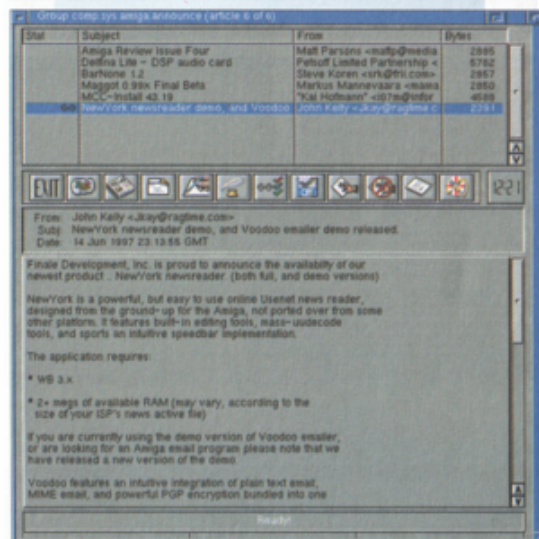 Group comp.sys.amiga.announce (article 6 of 6)
Stat Subject From Bytes
Amiga Review Issue Four Matt Parsons <mattp@media 2885
Delfina Lite - DSP audio card Petsoff Limited Partnership < 5762
BarNone 1.2 Steve Koren <srk@frii.com> 2857
Maggot 0.99x Final Beta Markus Mannevaara <mama 2850
MCC-Install 43.19 "Kai Hofmann" <i07m@infor 4589
NewYork newsreader demo, and Voodoo John Kelly <Jkay@ragtime.c 2391
EXIT 12:21
From: John Kelly <Jkay@ragtime.com>
Subj: NewYork newsreader demo, and Voodoo emailer demo released.
Date: 14 Jun 1997 23:13:55 GMT
Finale Development, Inc. is proud to announce the availability of our
newest product .. NewYork newsreader. (both full, and demo versions)
NewYork is a powerful, but easy to use online Usenet news reader,
designed from the ground-up for the Amiga, not ported over from some
other platform. It features built-in editing tools, mass-uudecode
tools, and sports an intuitive speedbar implementation.
The application requires:
* WB 3.x
* 2+ megs of available RAM (may vary, according to the
size of your ISP's news active file)
If you are currently using the demo version of Voodoo emailer,
or are looking for an Amiga email program please note that we
have released a new version of the demo.
Voodoo features an intuitive integration of plain text email,
MIME email, and powerful PGP encryption bundled into one
Ready!